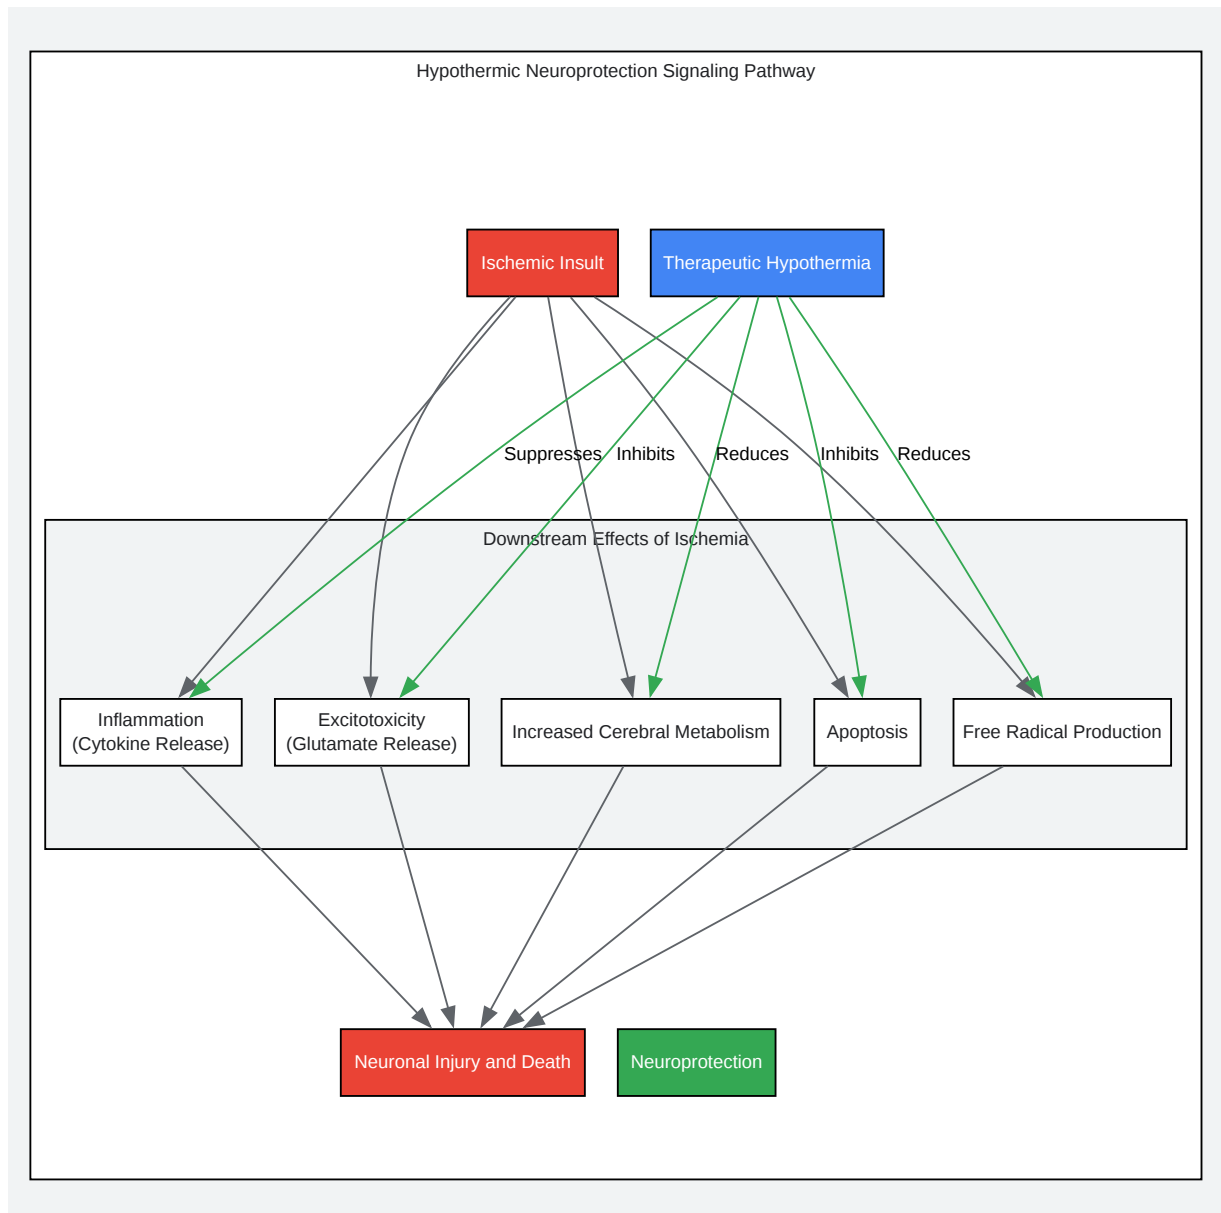 Hypothermic Neuroprotection Signaling Pathway
Ischemic Insult
Therapeutic Hypothermia
Suppresses
Inhibits
Reduces
Inhibits
Reduces
Downstream Effects of Ischemia
Inflammation
(Cytokine Release)
Excitotoxicity
(Glutamate Release)
Increased Cerebral Metabolism
Apoptosis
Free Radical Production
Neuronal Injury and Death
Neuroprotection